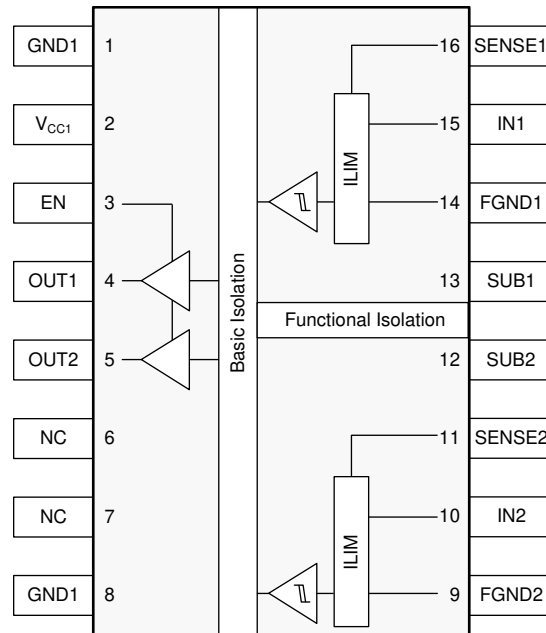 GND1 1 16 SENSE1
V_CC1 2 15 IN1
EN 3 14 FGND1
OUT1 4 13 SUB1
OUT2 5 12 SUB2
NC 6 11 SENSE2
NC 7 10 IN2
GND1 8 9 FGND2
Basic Isolation
Functional Isolation
ILIM
ILIM